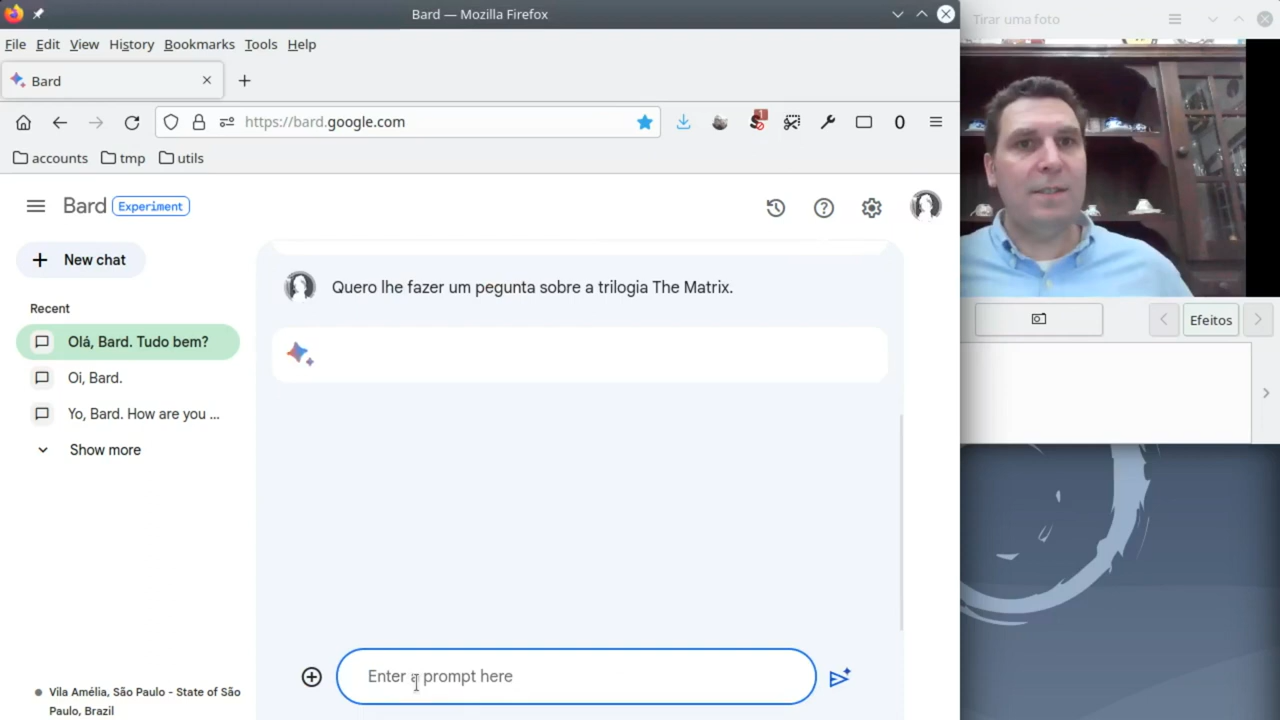 Bard — Mozilla Firefox
File Edit View History Bookmarks Tools Help
Bard
https://bard.google.com
1
0
accounts tmp utils
Bard Experiment
New chat
Recent
Olá, Bard. Tudo bem?
Oi, Bard.
Yo, Bard. How are you ...
Show more
Vila Amélia, São Paulo - State of São
Paulo, Brazil
Quero lhe fazer um pegunta sobre a trilogia The Matrix.
Enter a prompt here
Tirar uma foto
Efeitos